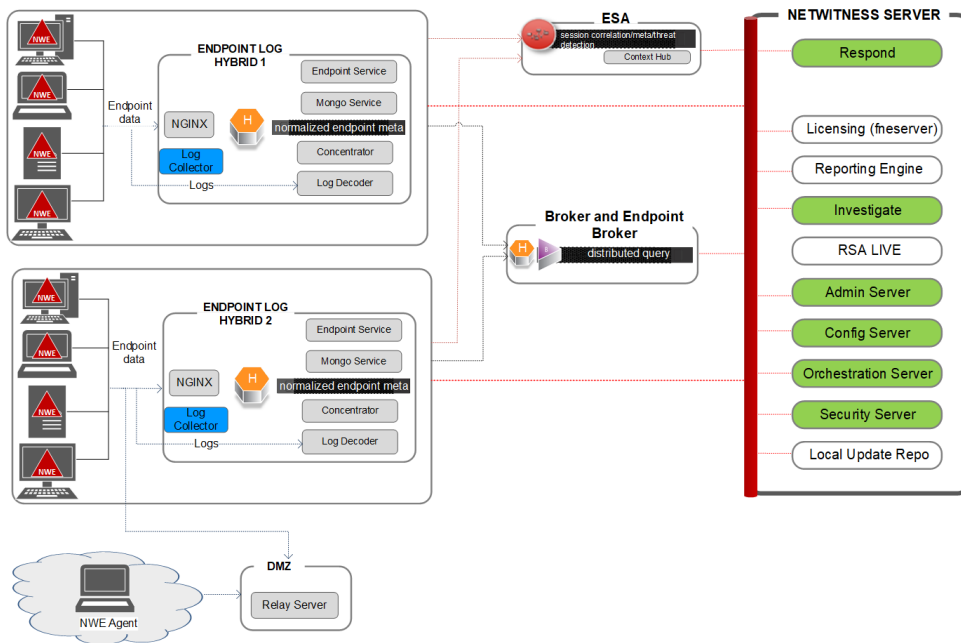 NWE
NWE
NWE
NWE
Endpoint
data
ENDPOINT LOG
HYBRID 1
Endpoint Service
Mongo Service
NGINX
H
normalized endpoint meta
Log
Collector
Concentrator
Logs
Log Decoder
NWE
NWE
NWE
NWE
Endpoint
data
ENDPOINT LOG
HYBRID 2
Endpoint Service
Mongo Service
NGINX
H
normalized endpoint meta
Log
Collector
Concentrator
Logs
Log Decoder
NWE Agent
DMZ
Relay Server
ESA
session correlation/meta/threat
detection
Context Hub
Broker and Endpoint
Broker
H
B
distributed query
NETWITNESS SERVER
Respond
Licensing (fneserver)
Reporting Engine
Investigate
RSA LIVE
Admin Server
Config Server
Orchestration Server
Security Server
Local Update Repo